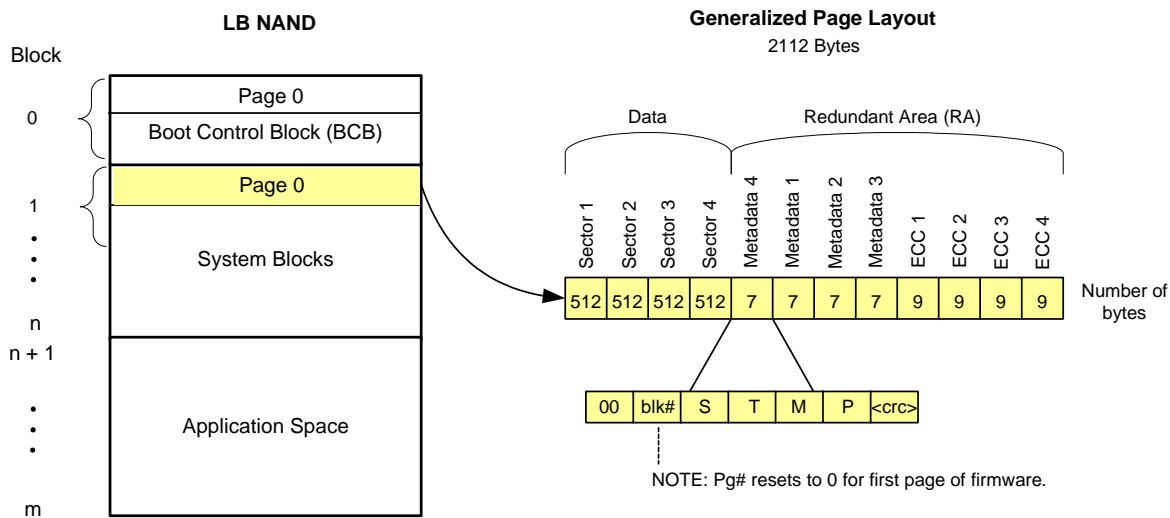 LB NAND
Block
0
Page 0
Boot Control Block (BCB)
1
Page 0
System Blocks
n
n + 1
Application Space
m
Generalized Page Layout
2112 Bytes
Data
Redundant Area (RA)
Sector 1
Sector 2
Sector 3
Sector 4
Metadata 4
Metadata 1
Metadata 2
Metadata 3
ECC 1
ECC 2
ECC 3
ECC 4
512 512 512 512 7 7 7 7 9 9 9 9
Number of
bytes
00 blk# S T M P <crc>
NOTE: Pg# resets to 0 for first page of firmware.